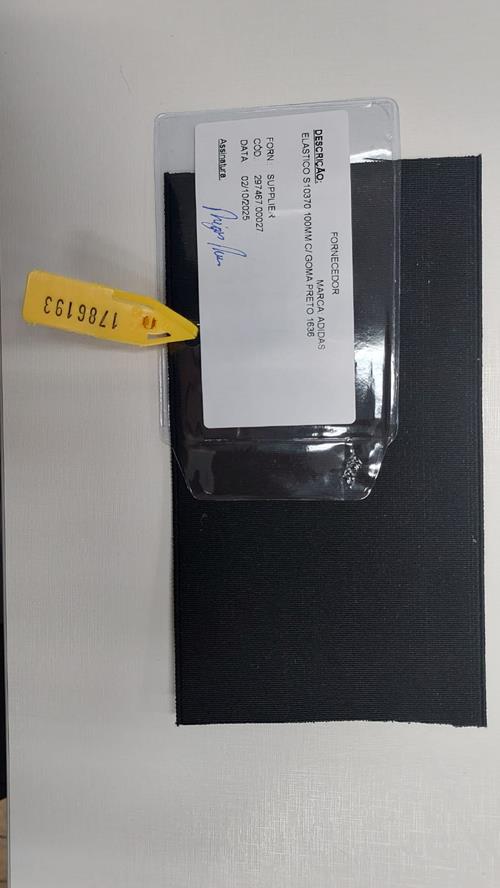 FORNECEDOR
MARCA ADIDAS
DESCRIÇÃO:
ELASTICO S10370 100MM C/ GOMA PRETO 1636
FORN.: SUPPLIER
CÓD. 297467.00027
DATA 02/10/2025
Assinatura:
1786193